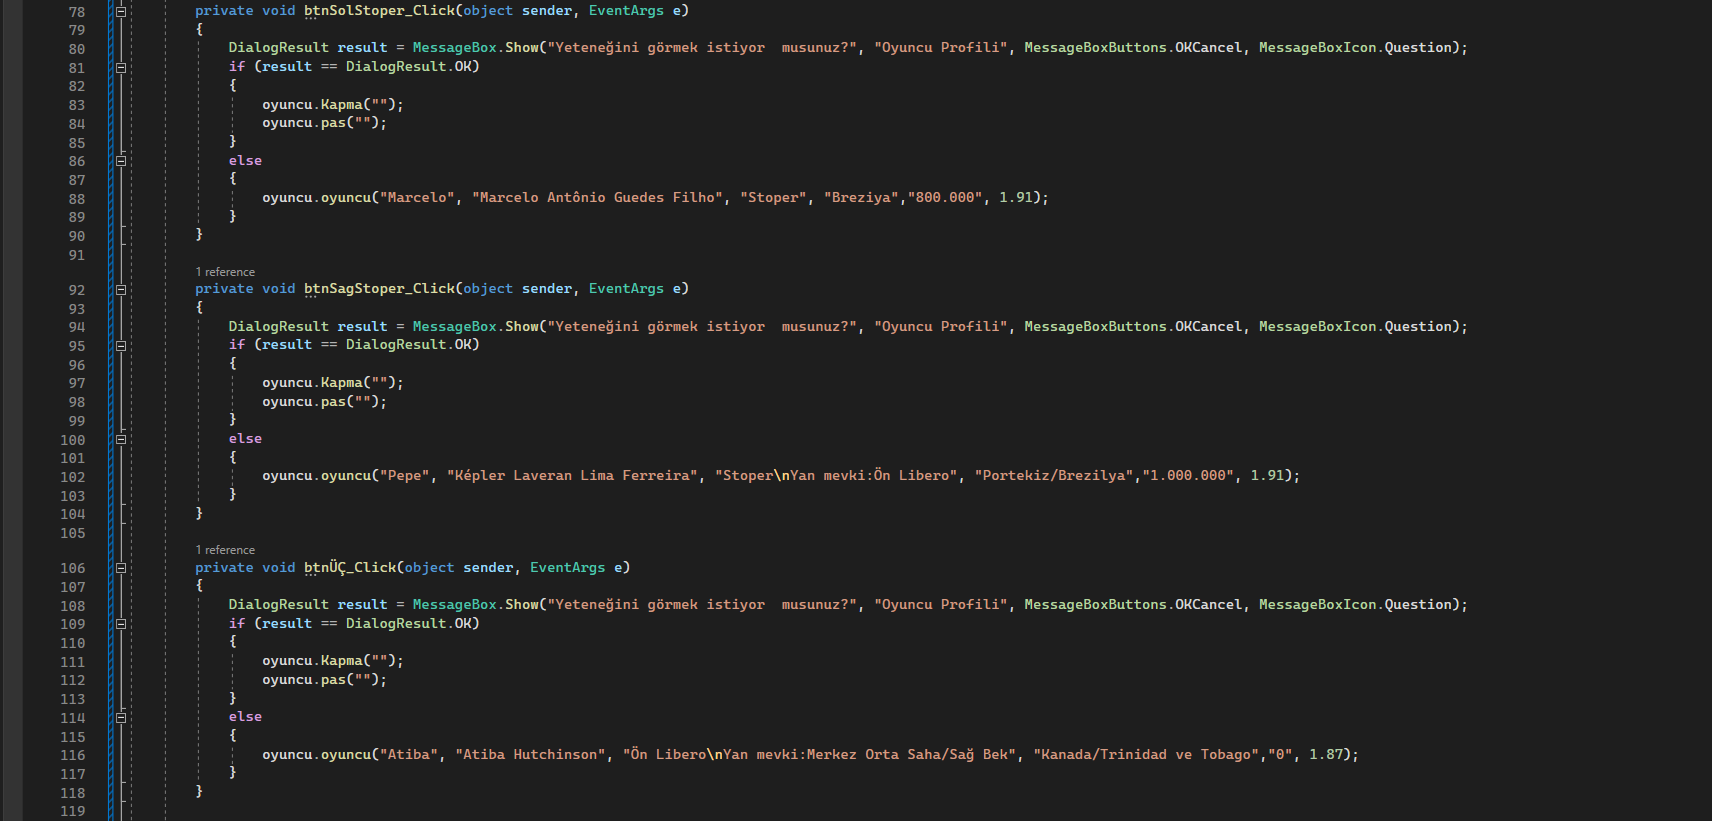 78 private void btnSolStoper_Click(object sender, EventArgs e)
79 {
80 DialogResult result = MessageBox.Show("Yeteneğini görmek istiyor  musunuz?", "Oyuncu Profili", MessageBoxButtons.OKCancel, MessageBoxIcon.Question);
81 if (result == DialogResult.OK)
82 {
83 oyuncu.Kapma("");
84 oyuncu.pas("");
85 }
86 else
87 {
88 oyuncu.oyuncu("Marcelo", "Marcelo Antônio Guedes Filho", "Stoper", "Breziya","800.000", 1.91);
89 }
90 }
91
1 reference
92 private void btnSagStoper_Click(object sender, EventArgs e)
93 {
94 DialogResult result = MessageBox.Show("Yeteneğini görmek istiyor  musunuz?", "Oyuncu Profili", MessageBoxButtons.OKCancel, MessageBoxIcon.Question);
95 if (result == DialogResult.OK)
96 {
97 oyuncu.Kapma("");
98 oyuncu.pas("");
99 }
100 else
101 {
102 oyuncu.oyuncu("Pepe", "Képler Laveran Lima Ferreira", "Stoper\nYan mevki:Ön Libero", "Portekiz/Brezilya","1.000.000", 1.91);
103 }
104 }
105
1 reference
106 private void btnÜÇ_Click(object sender, EventArgs e)
107 {
108 DialogResult result = MessageBox.Show("Yeteneğini görmek istiyor  musunuz?", "Oyuncu Profili", MessageBoxButtons.OKCancel, MessageBoxIcon.Question);
109 if (result == DialogResult.OK)
110 {
111 oyuncu.Kapma("");
112 oyuncu.pas("");
113 }
114 else
115 {
116 oyuncu.oyuncu("Atiba", "Atiba Hutchinson", "Ön Libero\nYan mevki:Merkez Orta Saha/Sağ Bek", "Kanada/Trinidad ve Tobago","0", 1.87);
117 }
118 }
119